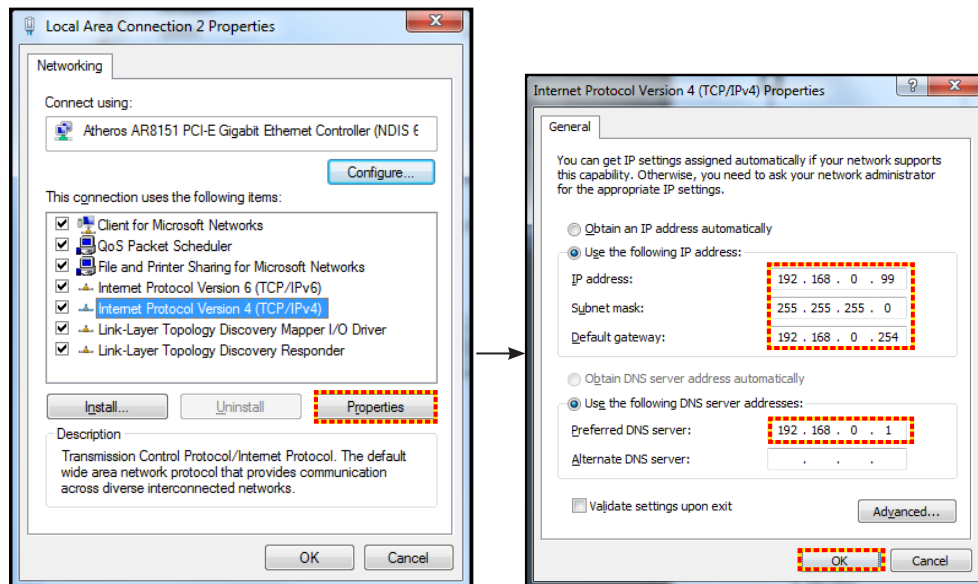 Local Area Connection 2 Properties
Networking
Connect using:
Atheros AR8151 PCI-E Gigabit Ethernet Controller (NDIS 6
Configure...
This connection uses the following items:
Client for Microsoft Networks
QoS Packet Scheduler
File and Printer Sharing for Microsoft Networks
Internet Protocol Version 6 (TCP/IPv6)
Internet Protocol Version 4 (TCP/IPv4)
Link-Layer Topology Discovery Mapper I/O Driver
Link-Layer Topology Discovery Responder
Install...
Uninstall
Properties
Description
Transmission Control Protocol/Internet Protocol. The default
wide area network protocol that provides communication
across diverse interconnected networks.
OK
Cancel
Internet Protocol Version 4 (TCP/IPv4) Properties
General
You can get IP settings assigned automatically if your network supports
this capability. Otherwise, you need to ask your network administrator
for the appropriate IP settings.
Obtain an IP address automatically
Use the following IP address:
IP address: 192 . 168 . 0 . 99
Subnet mask: 255 . 255 . 255 . 0
Default gateway: 192 . 168 . 0 . 254
Obtain DNS server address automatically
Use the following DNS server addresses:
Preferred DNS server: 192 . 168 . 0 . 1
Alternate DNS server: . . .
Validate settings upon exit
Advanced...
OK
Cancel